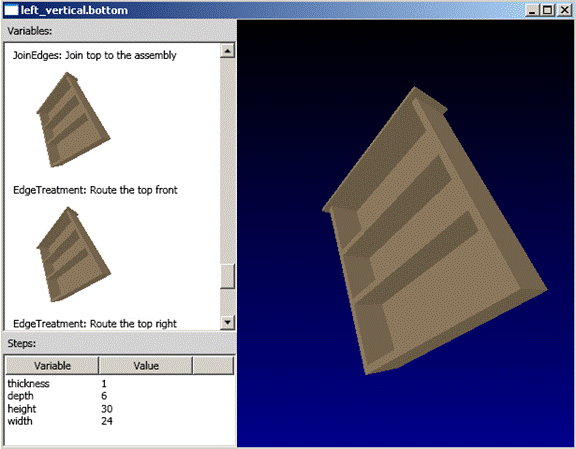 left_vertical.bottom
Variables:
JoinEdges: Join top to the assembly
EdgeTreatment: Route the top front
EdgeTreatment: Route the top right
Steps:
Variable Value
thickness 1
depth 6
height 30
width 24